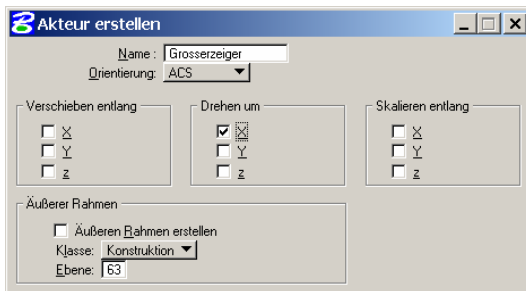 Akteur erstellen
Name : Grosserzeiger
Orientierung: ACS
Verschieben entlang
X
Y
z
Drehen um
X
Y
z
Skalieren entlang
X
Y
z
Äußerer Rahmen
Äußeren Rahmen erstellen
Klasse: Konstruktion
Ebene: 63